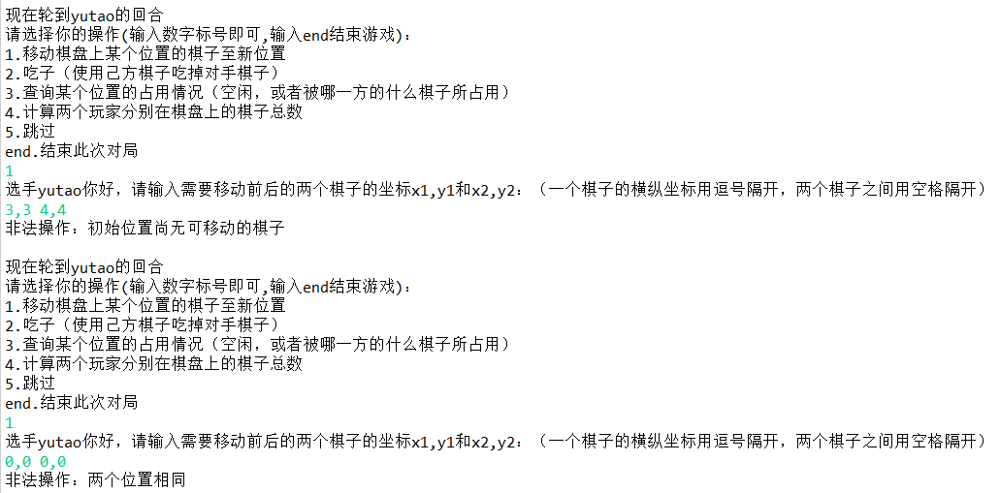 现在轮到yutao的回合
请选择你的操作(输入数字标号即可,输入end结束游戏)：
1.移动棋盘上某个位置的棋子至新位置
2.吃子（使用己方棋子吃掉对手棋子）
3.查询某个位置的占用情况（空闲，或者被哪一方的什么棋子所占用）
4.计算两个玩家分别在棋盘上的棋子总数
5.跳过
end.结束此次对局
1
选手yutao你好，请输入需要移动前后的两个棋子的坐标x1,y1和x2,y2：（一个棋子的横纵坐标用逗号隔开，两个棋子之间用空格隔开）
3,3 4,4
非法操作：初始位置尚无可移动的棋子
现在轮到yutao的回合
请选择你的操作(输入数字标号即可,输入end结束游戏)：
1.移动棋盘上某个位置的棋子至新位置
2.吃子（使用己方棋子吃掉对手棋子）
3.查询某个位置的占用情况（空闲，或者被哪一方的什么棋子所占用）
4.计算两个玩家分别在棋盘上的棋子总数
5.跳过
end.结束此次对局
1
选手yutao你好，请输入需要移动前后的两个棋子的坐标x1,y1和x2,y2：（一个棋子的横纵坐标用逗号隔开，两个棋子之间用空格隔开）
0,0 0,0
非法操作：两个位置相同